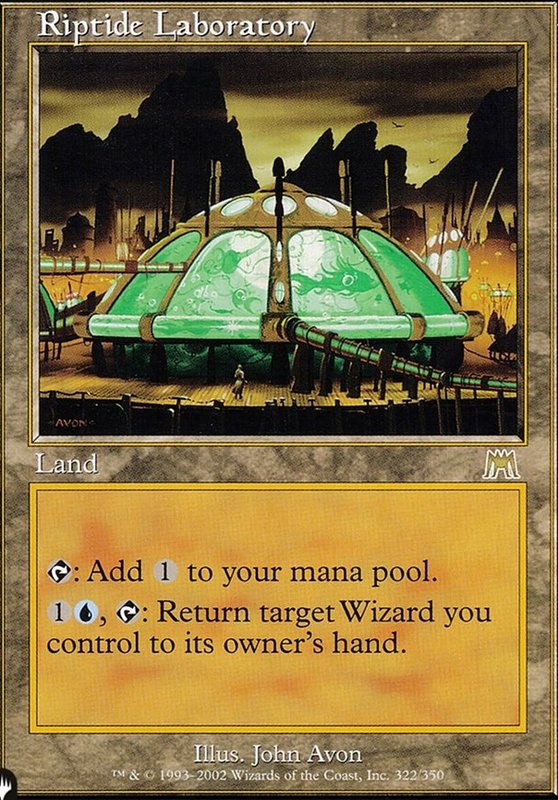 Riptide Laboratory
AVON
Land
: Add 1 to your mana pool.
1 , : Return target Wizard you
control to its owner's hand.
Illus. John Avon
™ & © 1993-2002 Wizards of the Coast, Inc. 322/350